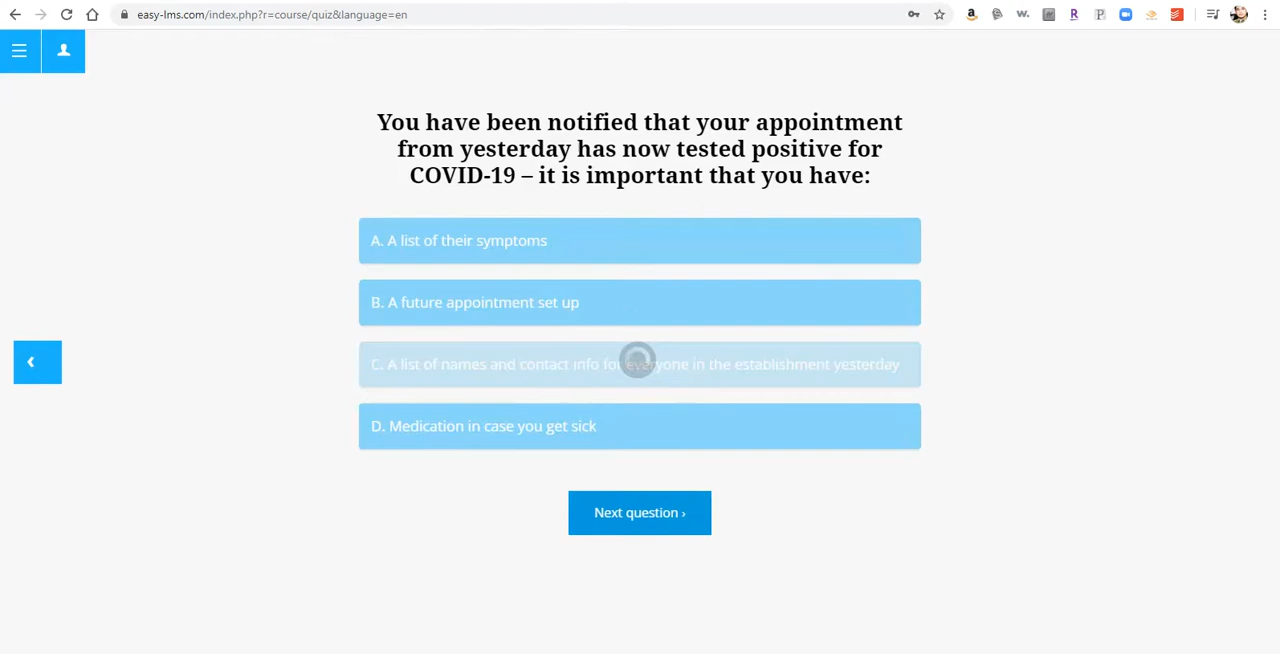 easy-lms.com/index.php?r=course/quiz&language=en
You have been notified that your appointment
from yesterday has now tested positive for
COVID-19 – it is important that you have:
A. A list of their symptoms
B. A future appointment set up
C. A list of names and contact info for everyone in the establishment yesterday
D. Medication in case you get sick
Next question ›